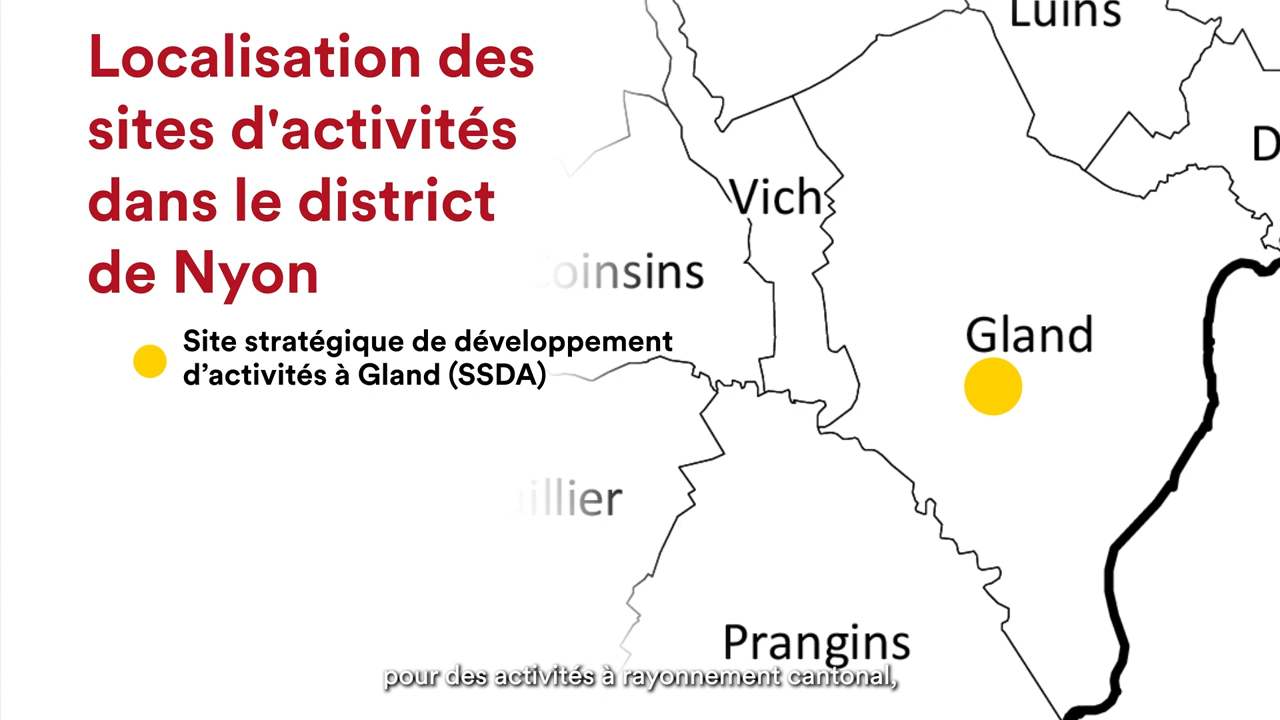 Localisation des
sites d'activités
dans le district
de Nyon
Site stratégique de développement
d’activités à Gland (SSDA)
Luins
Vich
Gland
Prangins
pour des activités à rayonnement cantonal,